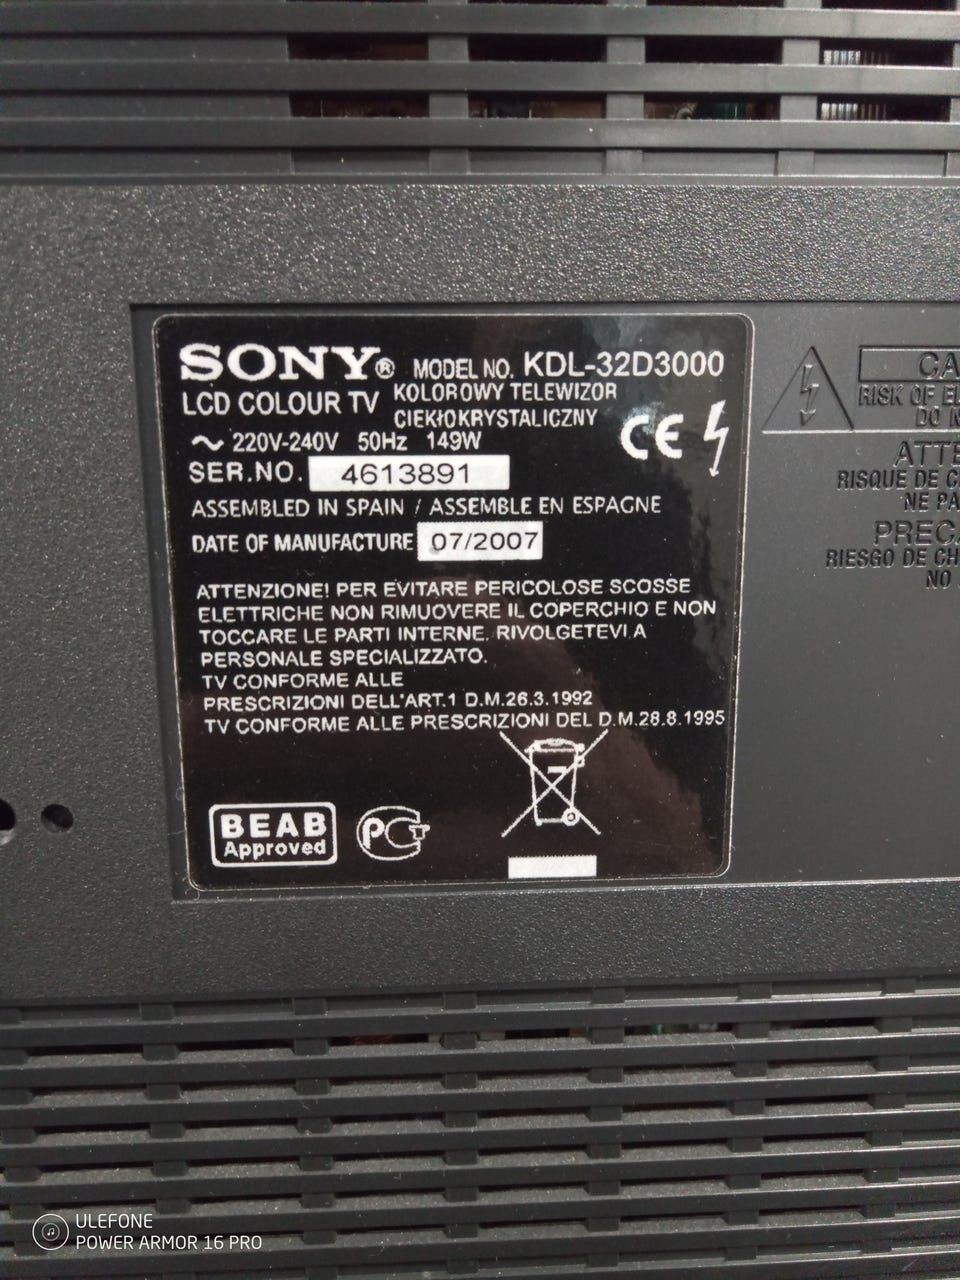 SONY® MODEL NO. KDL-32D3000
LCD COLOUR TV KOLOROWY TELEWIZOR
CIEKŁOKRYSTALICZNY
~ 220V-240V 50Hz 149W
CE
SER.NO. 4613891
ASSEMBLED IN SPAIN / ASSEMBLE EN ESPAGNE
DATE OF MANUFACTURE 07/2007
ATTENZIONE! PER EVITARE PERICOLOSE SCOSSE
ELETTRICHE NON RIMUOVERE IL COPERCHIO E NON
TOCCARE LE PARTI INTERNE. RIVOLGETEVI A
PERSONALE SPECIALIZZATO.
TV CONFORME ALLE
PRESCRIZIONI DELL'ART.1 D.M.26.3.1992
TV CONFORME ALLE PRESCRIZIONI DEL D.M.28.8.1995
BEAB
Approved
PCT
CA
RISK OF EL
DO N
ATTE
RISQUE DE C
NE PA
PRECA
RIESGO DE CH
NO
ULEFONE
POWER ARMOR 16 PRO